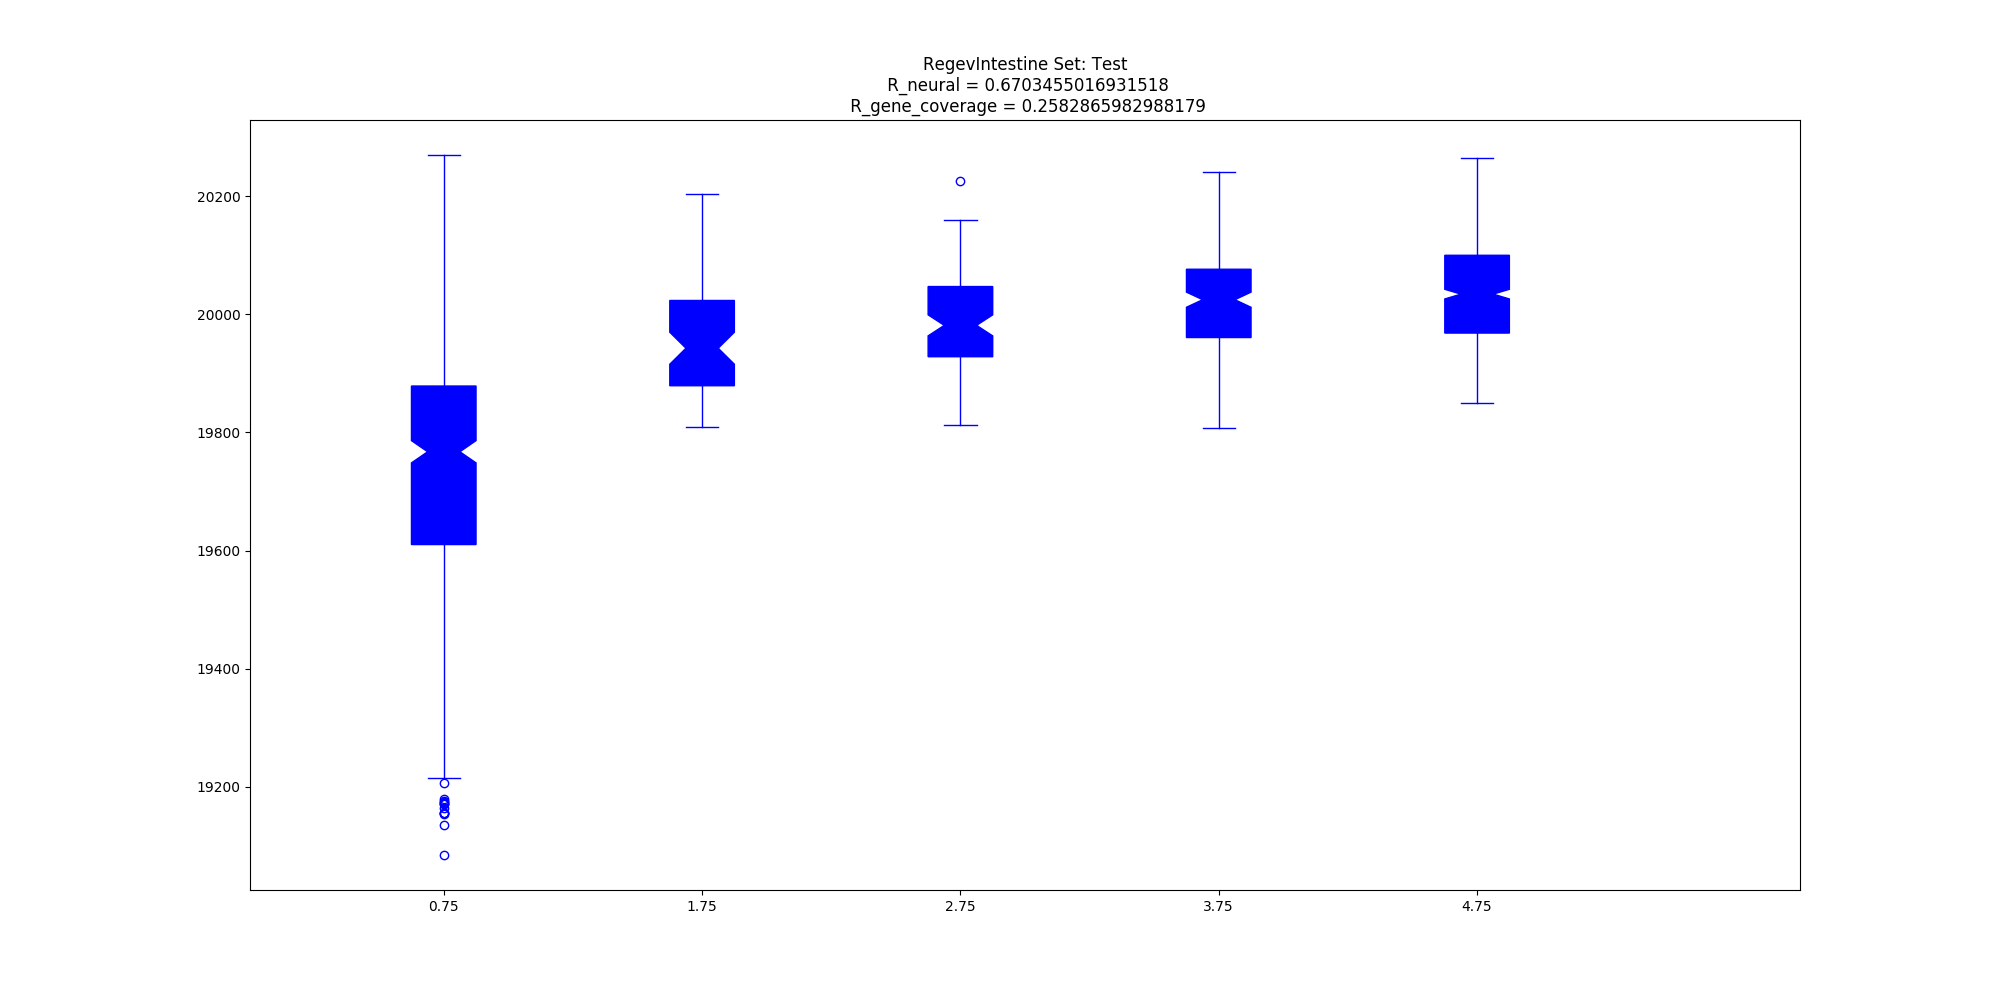 RegevIntestine Set: Test
R_neural = 0.6703455016931518
R_gene_coverage = 0.2582865982988179
20200
20000
19800
19600
19400
19200
0.75 1.75 2.75 3.75 4.75